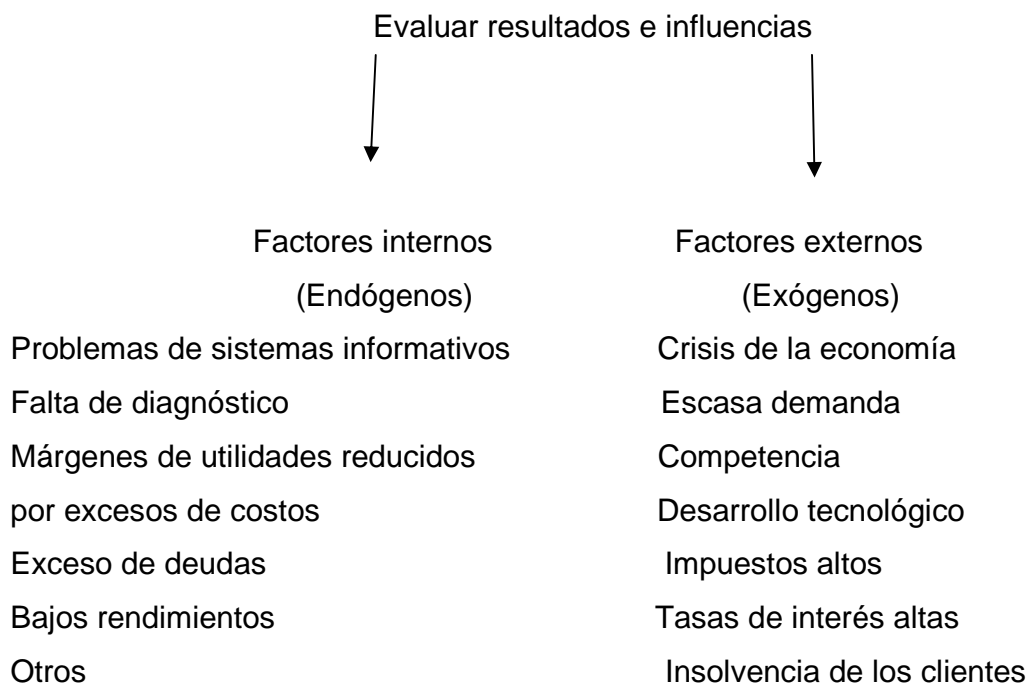 Evaluar resultados e influencias
Factores internos
(Endógenos)
Problemas de sistemas informativos
Falta de diagnóstico
Márgenes de utilidades reducidos
por excesos de costos
Exceso de deudas
Bajos rendimientos
Otros
Factores externos
(Exógenos)
Crisis de la economía
Escasa demanda
Competencia
Desarrollo tecnológico
Impuestos altos
Tasas de interés altas
Insolvencia de los clientes